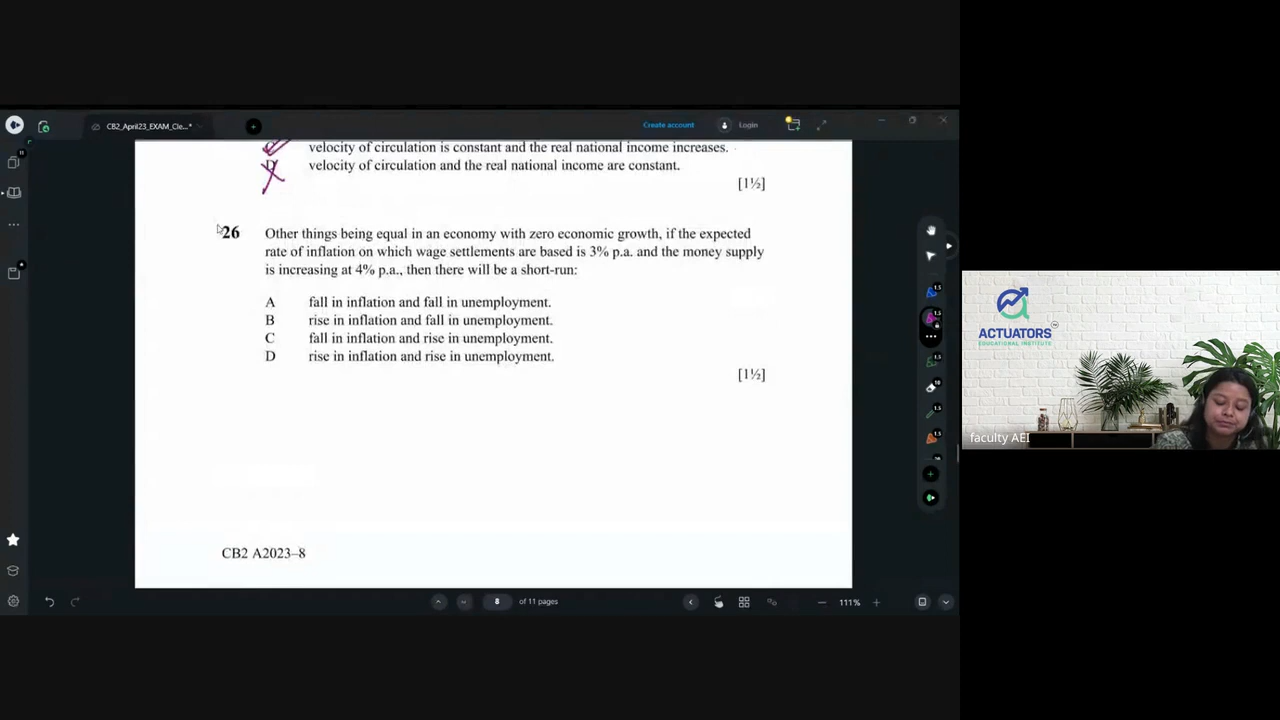 CB2_April23_EXAM_Cle...*
Create account
Login
velocity of circulation is constant and the real national income increases.
D velocity of circulation and the real national income are constant.
[1½]
26 Other things being equal in an economy with zero economic growth, if the expected
rate of inflation on which wage settlements are based is 3% p.a. and the money supply
is increasing at 4% p.a., then there will be a short-run:
A fall in inflation and fall in unemployment.
B rise in inflation and fall in unemployment.
C fall in inflation and rise in unemployment.
D rise in inflation and rise in unemployment.
[1½]
CB2 A2023–8
8 of 11 pages
111%
ACTUATORS
EDUCATIONAL INSTITUTE
faculty AEI